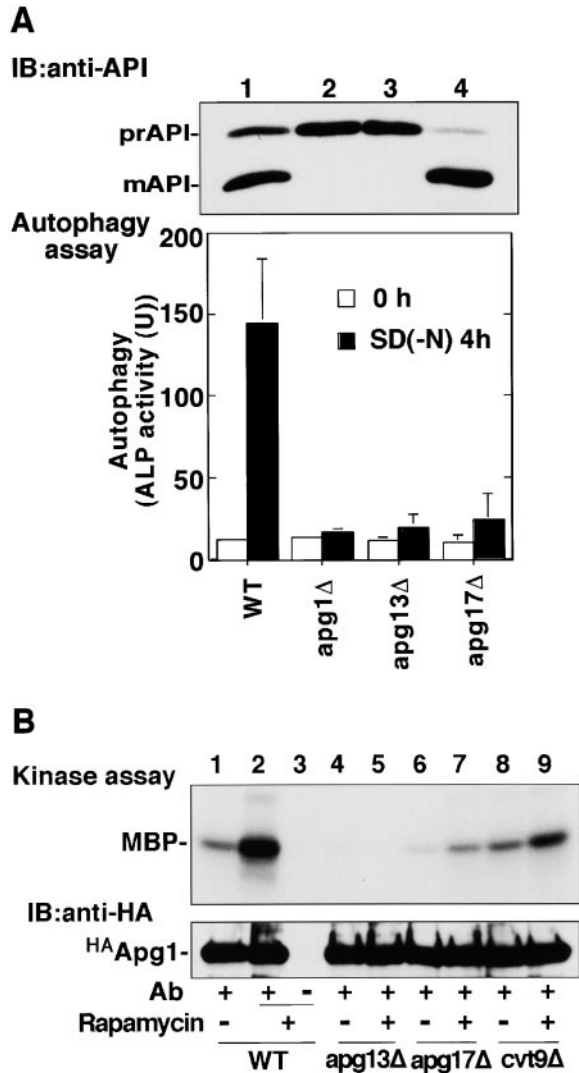 A
IB:anti-API
1 2 3 4
prAPI-
mAPI-
Autophagy
assay
Autophagy
(ALP activity (U))
200
150
100
50
0
0 h
SD(-N) 4h
WT
apg1Δ
apg13Δ
apg17Δ
B
1 2 3 4 5 6 7 8 9
Kinase assay
MBP-
IB:anti-HA
HAApg1-
Ab + + - + + + + + +
Rapamycin - + - + - + - +
WT apg13Δ apg17Δ cvt9Δ